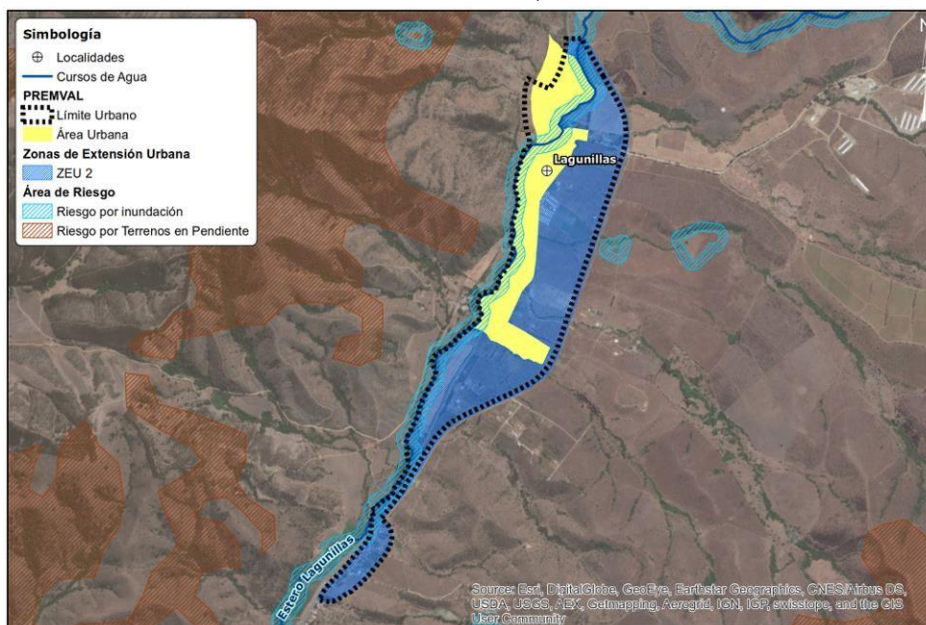 Simbología
Localidades
Cursos de Agua
PREMVAL
Límite Urbano
Área Urbana
Zonas de Extensión Urbana
ZEU 2
Área de Riesgo
Riesgo por inundación
Riesgo por Terrenos en Pendiente
N
Lagunillas
Estero Lagunillas
Source: Esri, DigitalGlobe, GeoEye, Earthstar Geographics, CNES/Airbus DS,
USDA, USGS, AEX, Getmapping, Aerogrid, IGN, IGP, swisstopo, and the GIS
User Community